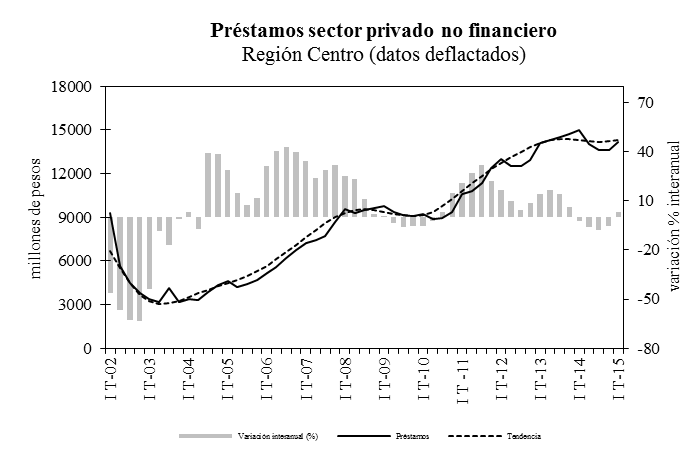 Préstamos sector privado no financiero
Región Centro (datos deflactados)
18000
15000
12000
9000
6000
3000
0
millones de pesos
70
40
10
-20
-50
-80
variación % interanual
I T-02
I T-03
I T-04
I T-05
I T-06
I T-07
I T-08
I T-09
I T-10
I T-11
I T-12
I T-13
I T-14
I T-15
Variación interanual (%)
Préstamos
Tendencia